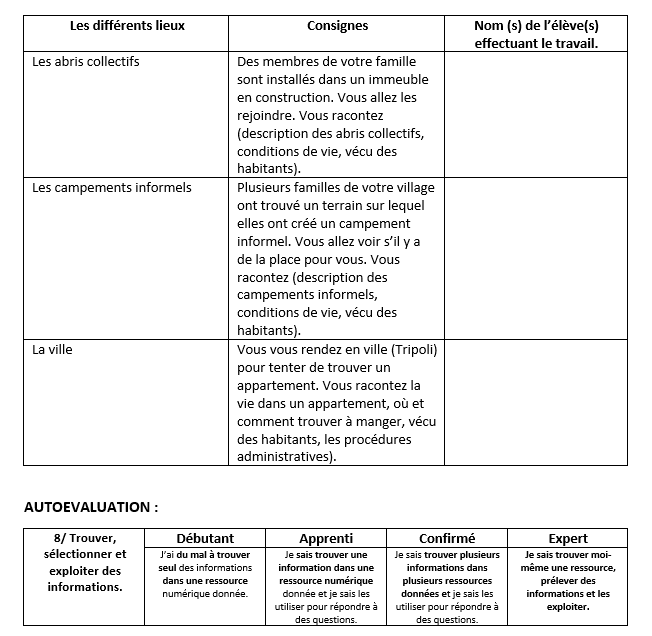 Les différents lieux
Consignes
Nom (s) de l'élève(s)
effectuant le travail.
Les abris collectifs
Des membres de votre famille
sont installés dans un immeuble
en construction. Vous allez les
rejoindre. Vous racontez
(description des abris collectifs,
conditions de vie, vécu des
habitants).
Les campements informels
Plusieurs familles de votre village
ont trouvé un terrain sur lequel
elles ont créé un campement
informel. Vous allez voir s'il y a
de la place pour vous. Vous
racontez (description des
campements informels,
conditions de vie, vécu des
habitants).
La ville
Vous vous rendez en ville (Tripoli)
pour tenter de trouver un
appartement. Vous racontez la
vie dans un appartement, où et
comment trouver à manger, vécu
des habitants, les procédures
administratives).
AUTOEVALUATION :
8/ Trouver,
sélectionner et
exploiter des
informations.
Débutant
J'ai du mal à trouver
seul des informations
dans une ressource
numérique donnée.
Apprenti
Je sais trouver une
information dans une
ressource numérique
donnée et je sais les
utiliser pour répondre à
des questions.
Confirmé
Je sais trouver plusieurs
informations dans
plusieurs ressources
données et je sais les
utiliser pour répondre à
des questions.
Expert
Je sais trouver moi-
même une ressource,
prélever des
informations et les
exploiter.